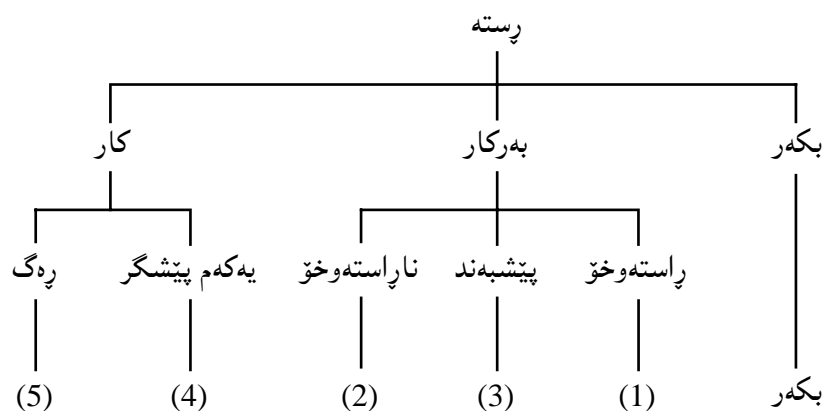 ڕستە
بکەر بەرکار کار
ڕاستەوخۆ پێشبەند ناڕاستەوخۆ یەکەم پێشگر ڕەگ
بکەر (1) (3) (2) (4) (5)